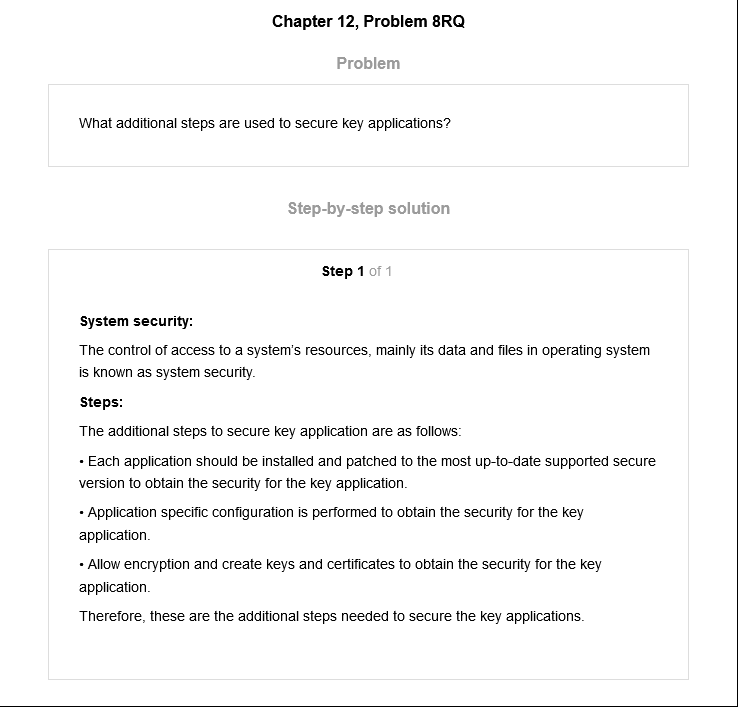 Chapter 12, Problem 8RQ
Problem
What additional steps are used to secure key applications?
Step-by-step solution
Step 1 of 1
System security:
The control of access to a system's resources, mainly its data and files in operating system
is known as system security.
Steps:
The additional steps to secure key application are as follows:
• Each application should be installed and patched to the most up-to-date supported secure
version to obtain the security for the key application.
• Application specific configuration is performed to obtain the security for the key
application.
• Allow encryption and create keys and certificates to obtain the security for the key
application.
Therefore, these are the additional steps needed to secure the key applications.